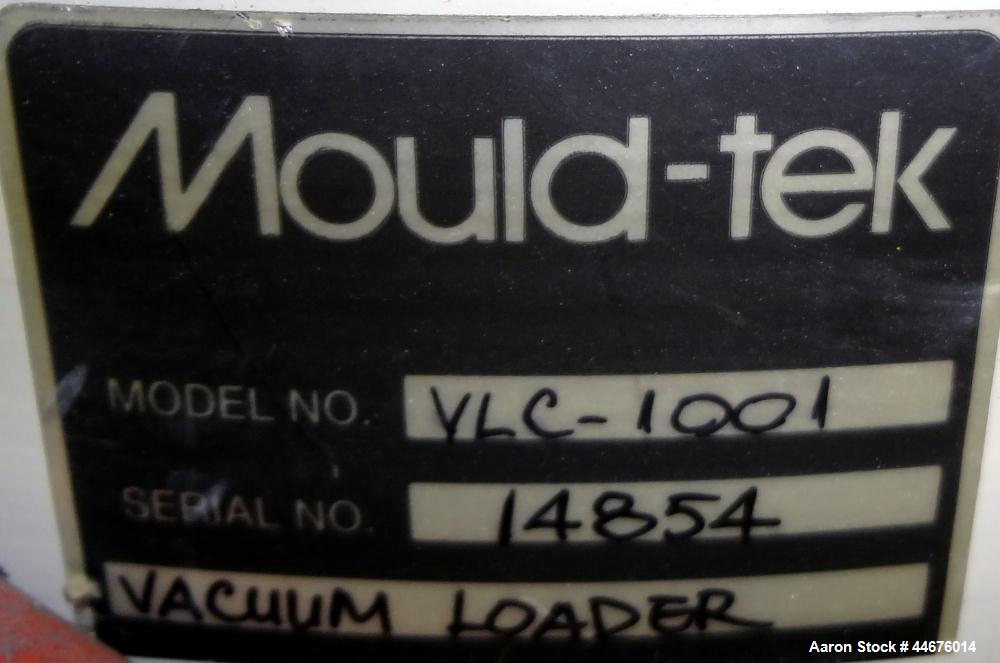 Mould-tek
MODEL NO. VLC-1001
SERIAL NO. 14854
VACUUM LOADER
Aaron Stock # 44676014